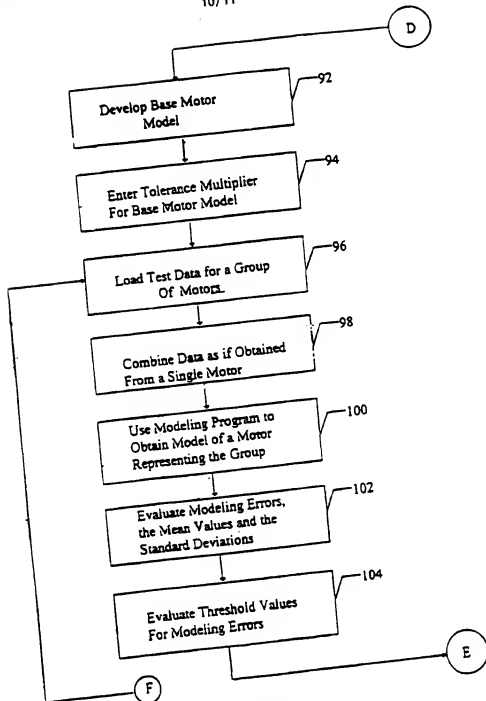 10/11
D
Develop Base Motor
Model
92
Enter Tolerance Multiplier
For Base Motor Model
94
Load Test Data for a Group
Of Motors.
96
Combine Data as if Obtained
From a Single Motor
98
Use Modeling Program to
Obtain Model of a Motor
Representing the Group
100
Evaluate Modeling Errors,
the Mean Values and the
Standard Deviations
102
Evaluate Threshold Values
For Modeling Errors
104
E
F